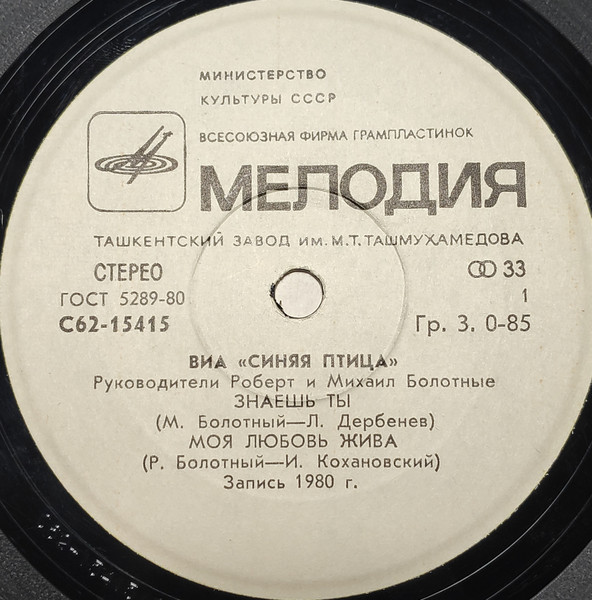 МИНИСТЕРСТВО
КУЛЬТУРЫ СССР
ВСЕСОЮЗНАЯ ФИРМА ГРАМПЛАСТИНОК
МЕЛОДИЯ
ТАШКЕНТСКИЙ ЗАВОД ИМ. М.Т. ТАШМУХАМЕДОВА
СТЕРЕО 33
ГОСТ 5289-80 1
С62-15415 Гр. 3. 0-85
ВИА «СИНЯЯ ПТИЦА»
Руководители Роберт и Михаил Болотные
ЗНАЕШЬ ТЫ
(М. Болотный—Л. Дербенев)
МОЯ ЛЮБОВЬ ЖИВА
(Р. Болотный—И. Кохановский)
Запись 1980 г.